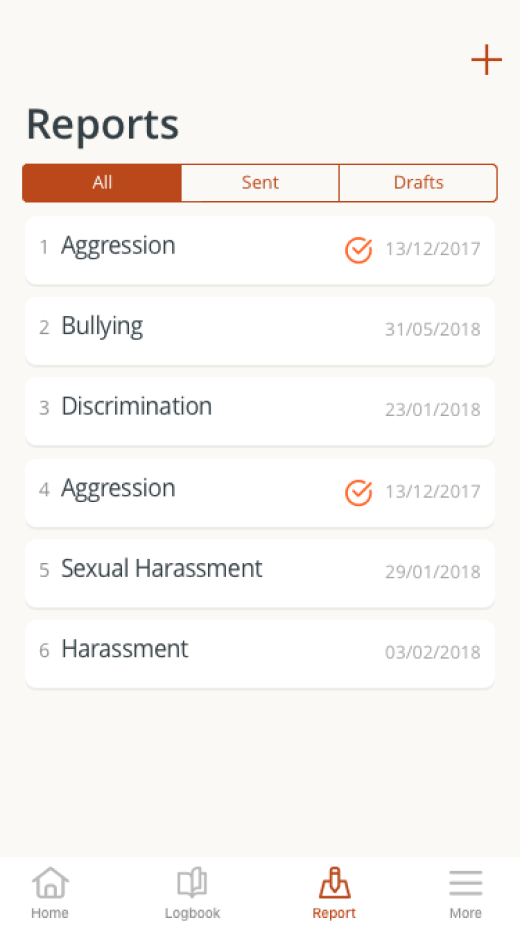 Reports
All Sent Drafts
1 Aggression 13/12/2017
2 Bullying 31/05/2018
3 Discrimination 23/01/2018
4 Aggression 13/12/2017
5 Sexual Harassment 29/01/2018
6 Harassment 03/02/2018
Home Logbook Report More